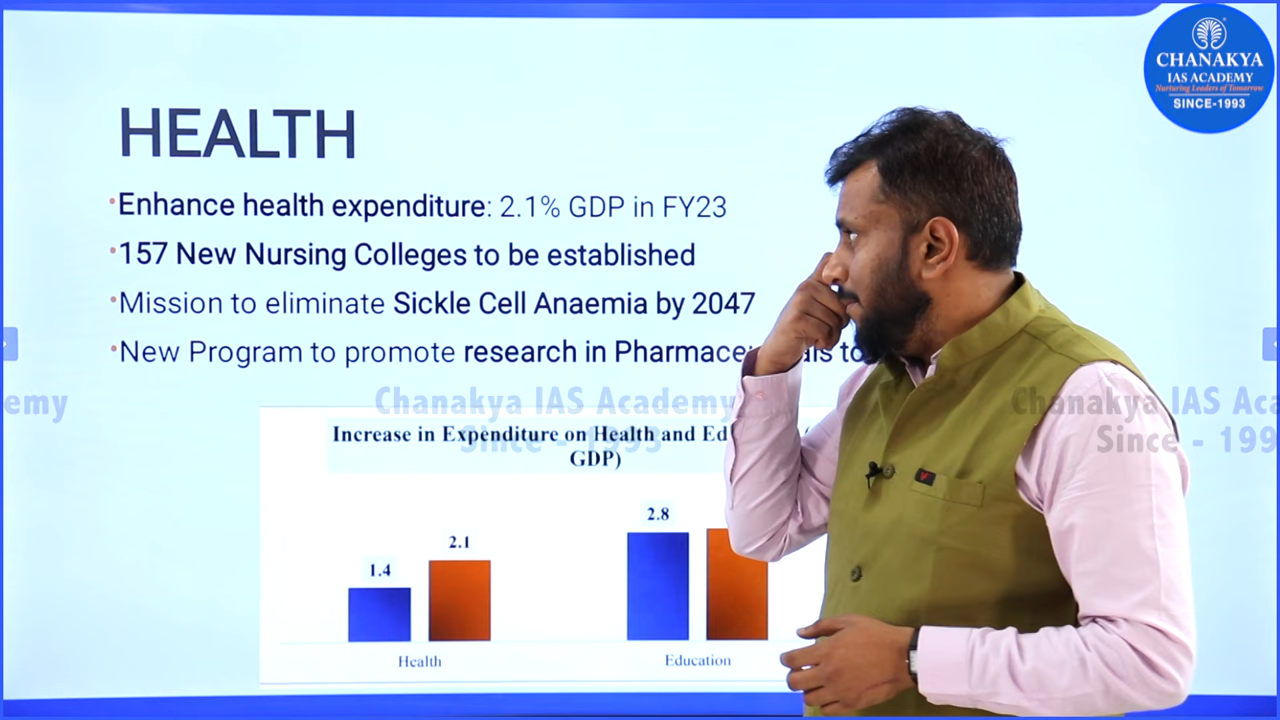 CHANAKYA
IAS ACADEMY
Nurturing Leaders of Tomorrow
SINCE-1993
HEALTH
•Enhance health expenditure: 2.1% GDP in FY23
•157 New Nursing Colleges to be established
•Mission to eliminate Sickle Cell Anaemia by 2047
•New Program to promote research in
emy
Chanakya IAS Academy
Since - 1993
Chanakya IAS Aca
Since - 199
Increase in Expenditure on Health and
GDP)
1.4
2.1
2.8
Health
Education